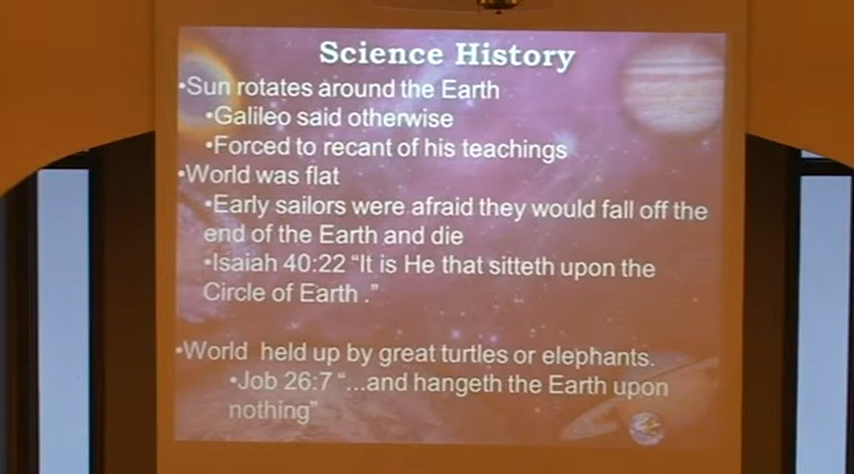 Science History
•Sun rotates around the Earth
•Galileo said otherwise
•Forced to recant of his teachings
•World was flat
•Early sailors were afraid they would fall off the
end of the Earth and die
•Isaiah 40:22 “It is He that sitteth upon the
Circle of Earth .”
•World held up by great turtles or elephants.
•Job 26:7 “...and hangeth the Earth upon
nothing”